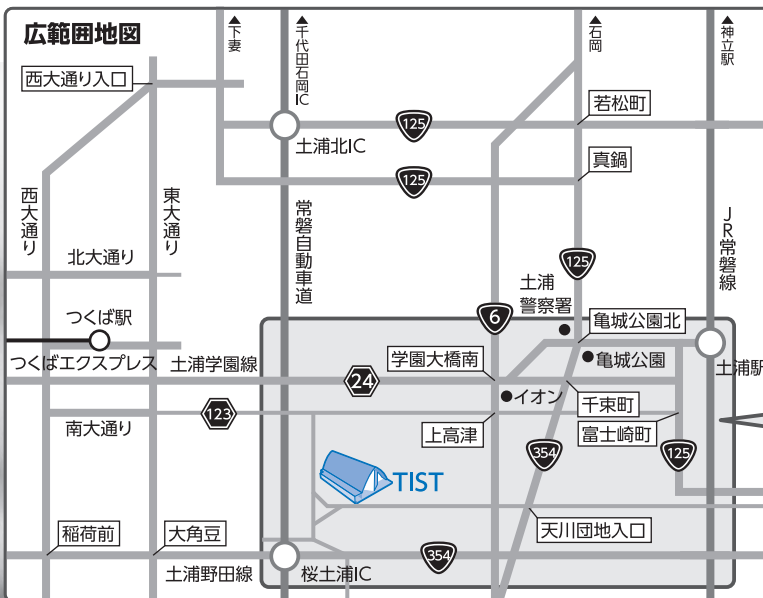 広範囲地図
下妻
千代田石岡IC
石岡
神立駅
西大通り入口
125
若松町
土浦北IC
真鍋
125
西大通り
東大通り
常磐自動車道
JR常磐線
北大通り
125
土浦
警察署
つくば駅
6
亀城公園北
つくばエクスプレス
土浦学園線
学園大橋南
亀城公園
土浦駅
24
イオン
千束町
123
南大通り
上高津
富士崎町
354
125
TIST
稲荷前
大角豆
天川団地入口
土浦野田線
桜土浦IC
354